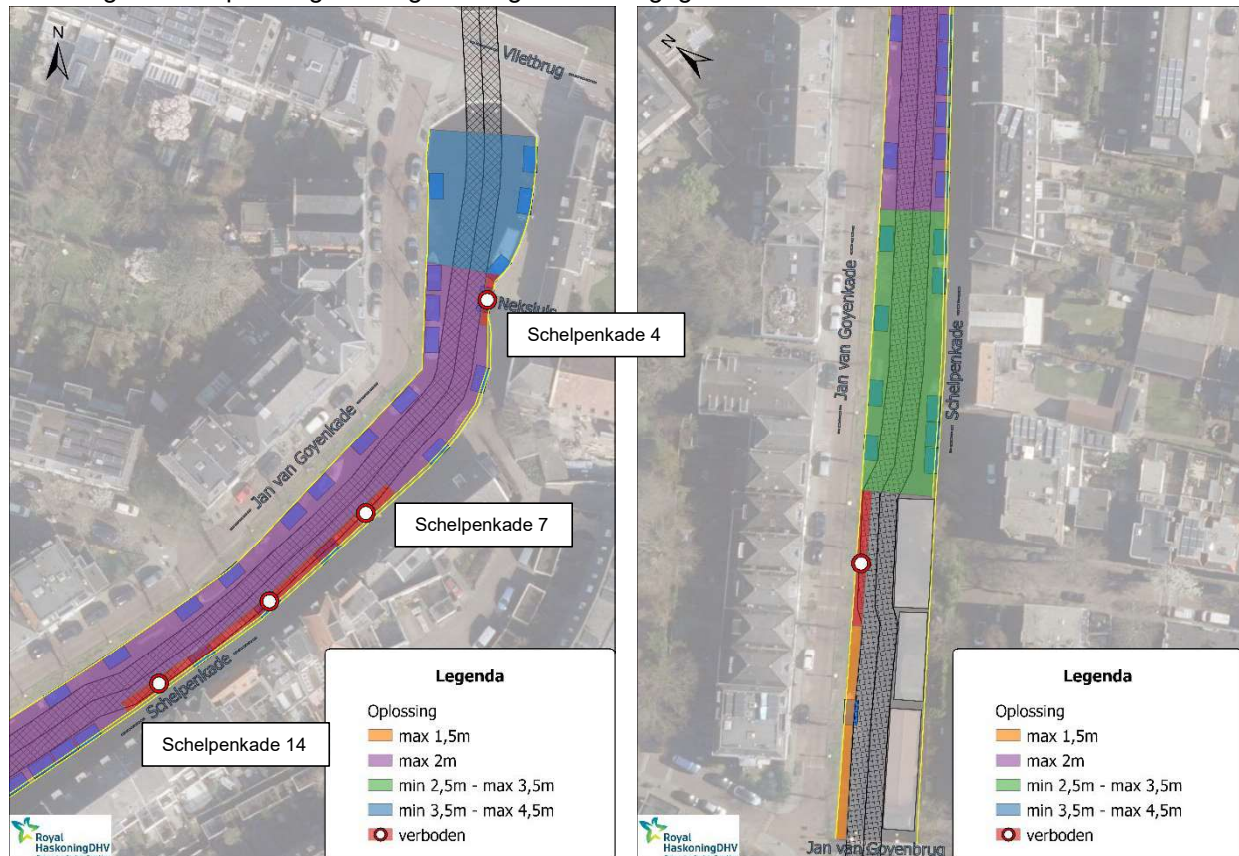 N
Vlietbrug
Neksluis
Schelpenkade 4
Jan van Goyenkade
Schelpenkade 7
Schelpenkade
Schelpenkade 14
Legenda
Oplossing
max 1,5m
max 2m
min 2,5m - max 3,5m
min 3,5m - max 4,5m
verboden
Royal
HaskoningDHV
N
Jan van Goyenkade
Schelpenkade
Legenda
Oplossing
max 1,5m
max 2m
min 2,5m - max 3,5m
min 3,5m - max 4,5m
verboden
Royal
HaskoningDHV
Jan van Goyenbrug